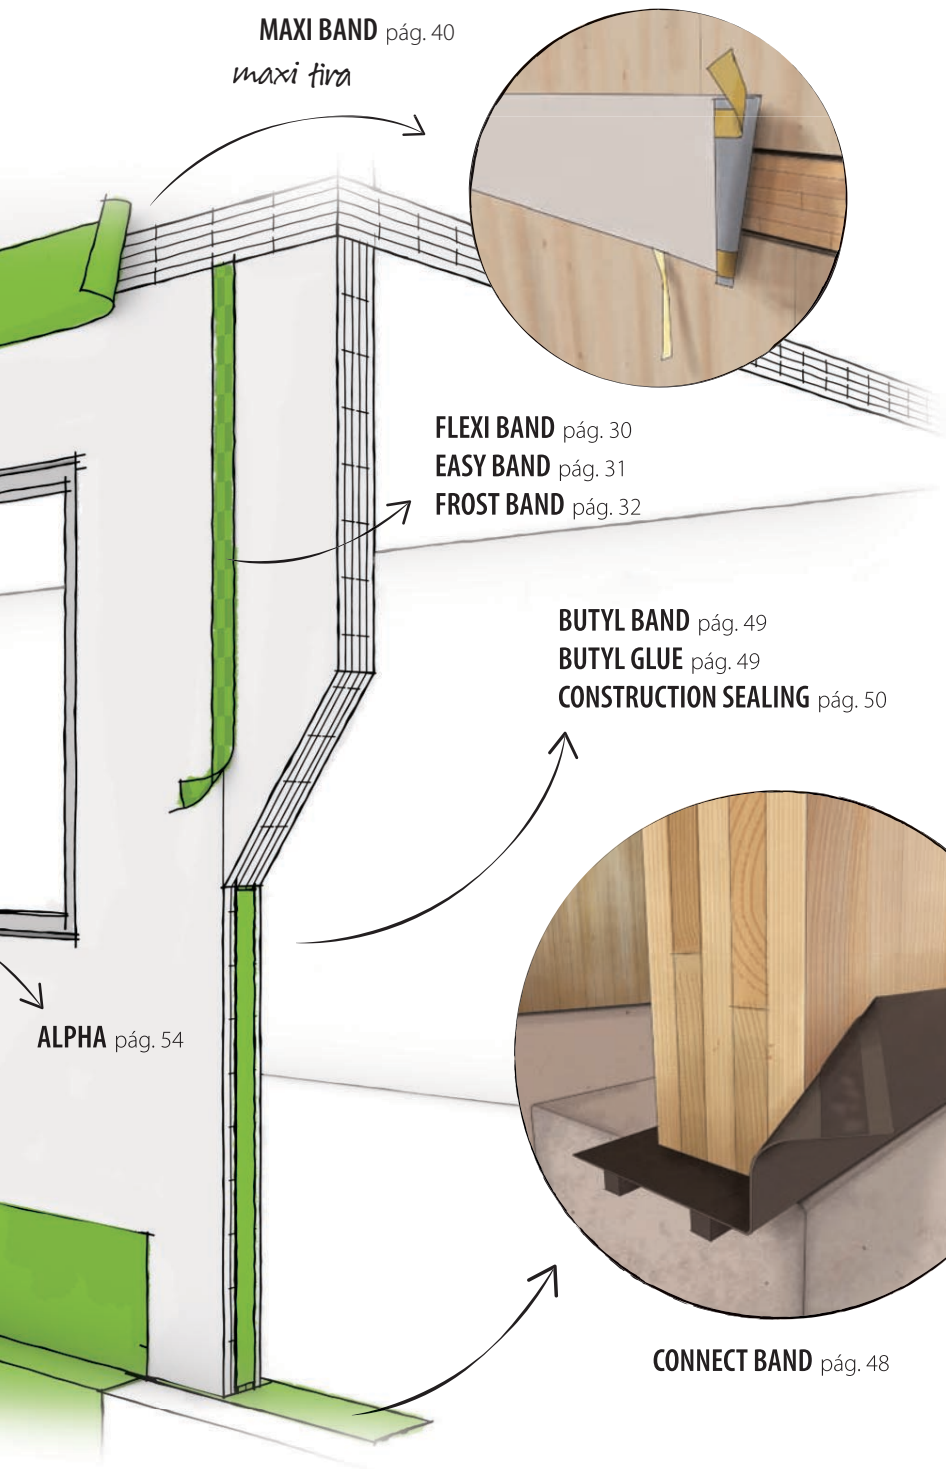 MAXI BAND pág. 40
maxi tira
FLEXI BAND pág. 30
EASY BAND pág. 31
FROST BAND pág. 32
BUTYL BAND pág. 49
BUTYL GLUE pág. 49
CONSTRUCTION SEALING pág. 50
ALPHA pág. 54
CONNECT BAND pág. 48